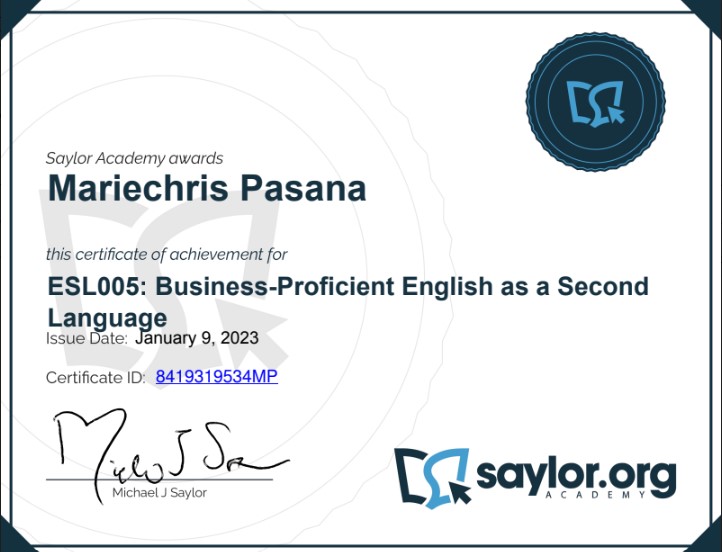 Saylor Academy awards
Mariechris Pasana
this certificate of achievement for
ESL005: Business-Proficient English as a Second
Language
Issue Date: January 9, 2023
Certificate ID: 8419319534MP
Michael J Saylor
saylor.org
ACADEMY